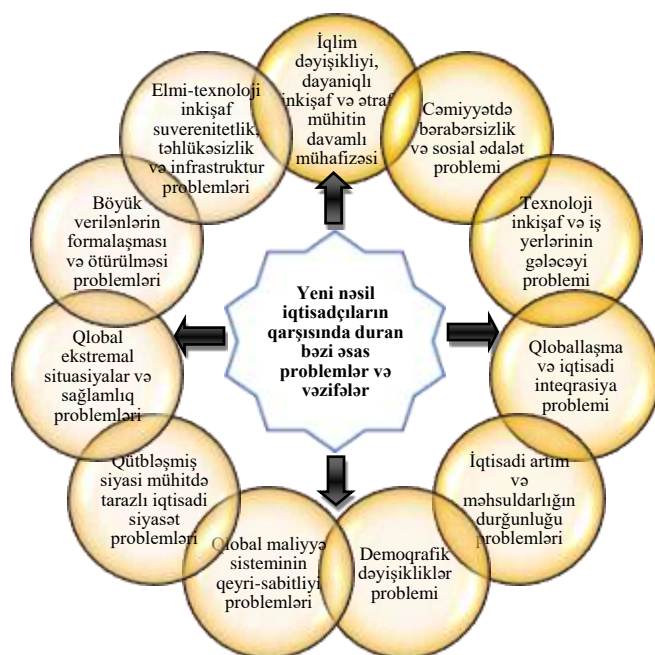 İqlim
dəyişikliyi,
dayanıqlı
inkişaf və ətraf
mühitin
davamlı
mühafizəsi
Cəmiyyətdə
bərabərsizlik
və sosial ədalət
problemi
Texnoloji
inkişaf və iş
yerlərinin
gələcəyi
problemi
Qloballaşma
və iqtisadi
inteqrasiya
problemi
İqtisadi artım
və
məhsuldarlığın
durğunluğu
problemləri
Demoqrafik
dəyişikliklər
problemi
Qlobal maliyyə
sisteminin
qeyri-sabitliyi
problemləri
Qütbləşmiş
siyasi mühitdə
tarazlı iqtisadi
siyasət
problemləri
Qlobal
ekstremal
situasiyalar və
sağlamlıq
problemləri
Böyük
verilənlərin
formalaşması
və ötürülməsi
problemləri
Elmi-texnoloji
inkişaf
suverenitetlik,
təhlükəsizlik
və infrastruktur
problemləri
Yeni nəsil
iqtisadçıların
qarşısında duran
bəzi əsas
problemlər və
vəzifələr